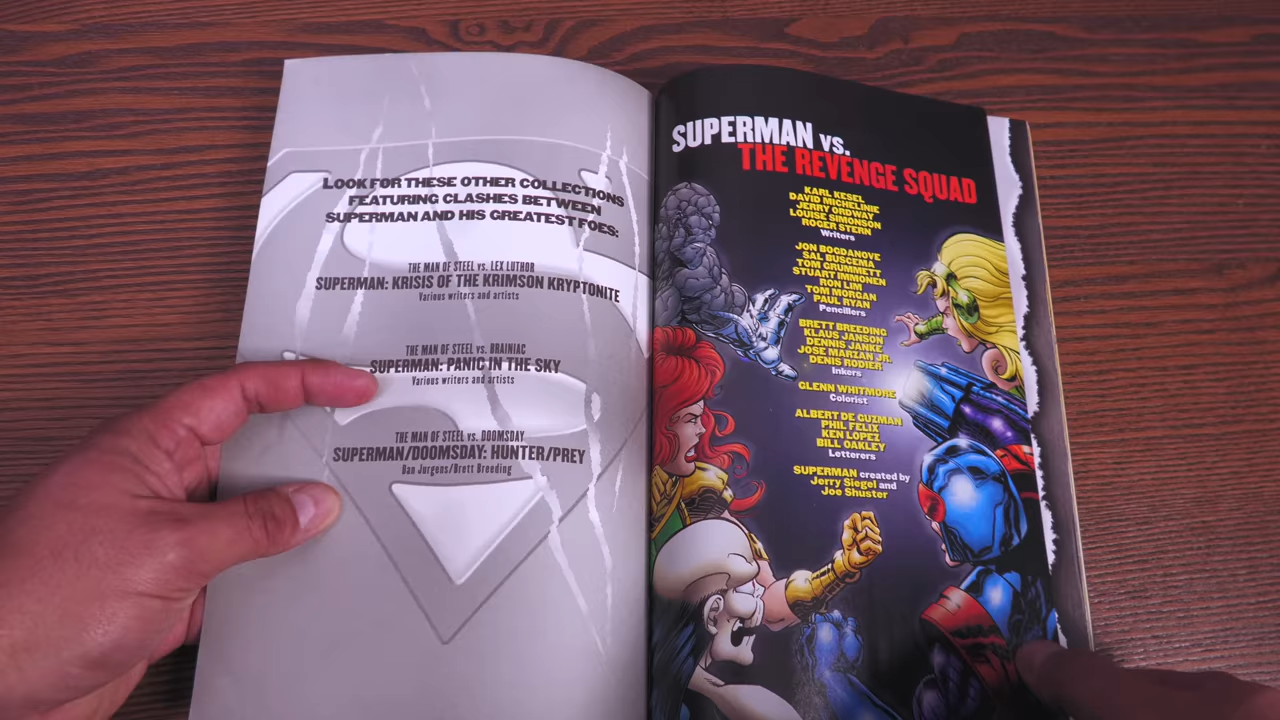 LOOK FOR THESE OTHER COLLECTIONS
FEATURING CLASHES BETWEEN
SUPERMAN AND HIS GREATEST FOES:
THE MAN OF STEEL vs. LEX LUTHOR
SUPERMAN: KRISIS OF THE KRIMSON KRYPTONITE
Various writers and artists
THE MAN OF STEEL vs. BRAINIAC
SUPERMAN: PANIC IN THE SKY
Various writers and artists
THE MAN OF STEEL vs. DOOMSDAY
SUPERMAN/DOOMSDAY: HUNTER/PREY
Dan Jurgens/Brett Breeding
SUPERMAN vs.
THE REVENGE SQUAD
KARL KESEL
DAVID MICHELINIE
JERRY ORDWAY
LOUISE SIMONSON
ROGER STERN
Writers
JON BOGDANOVE
SAL BUSCEMA
TOM GRUMMETT
STUART IMMONEN
RON LIM
TOM MORGAN
PAUL RYAN
Pencillers
BRETT BREEDING
KLAUS JANSON
DENNIS JANKE
JOSE MARZAN JR.
DENIS RODIER
Inkers
GLENN WHITMORE
Colorist
ALBERT DE GUZMAN
PHIL FELIX
KEN LOPEZ
BILL OAKLEY
Letterers
SUPERMAN created by
Jerry Siegel and
Joe Shuster